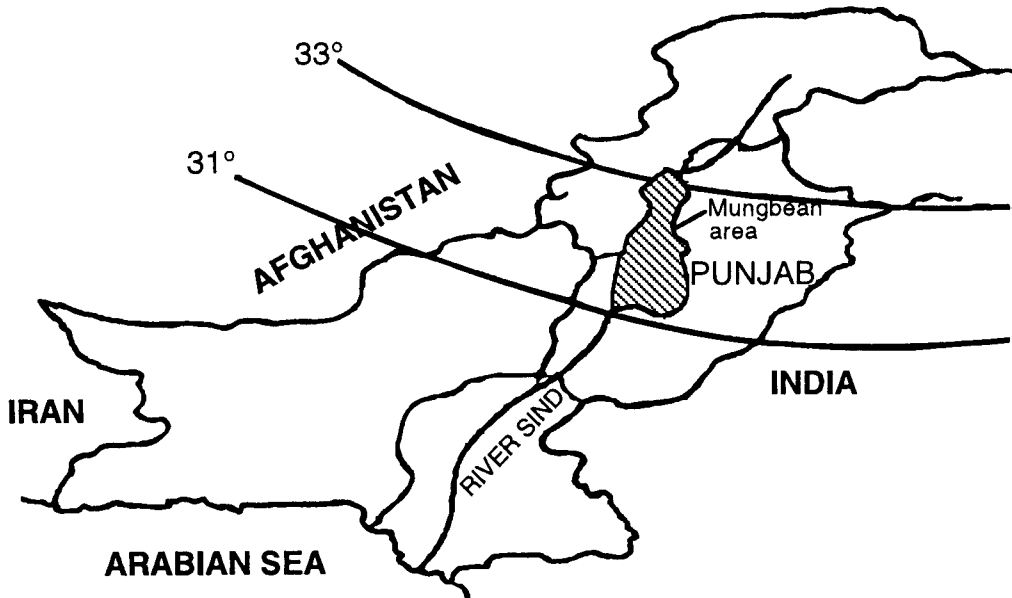 33°
31°
AFGHANISTAN
Mungbean
area
PUNJAB
INDIA
IRAN
RIVER SIND
ARABIAN SEA